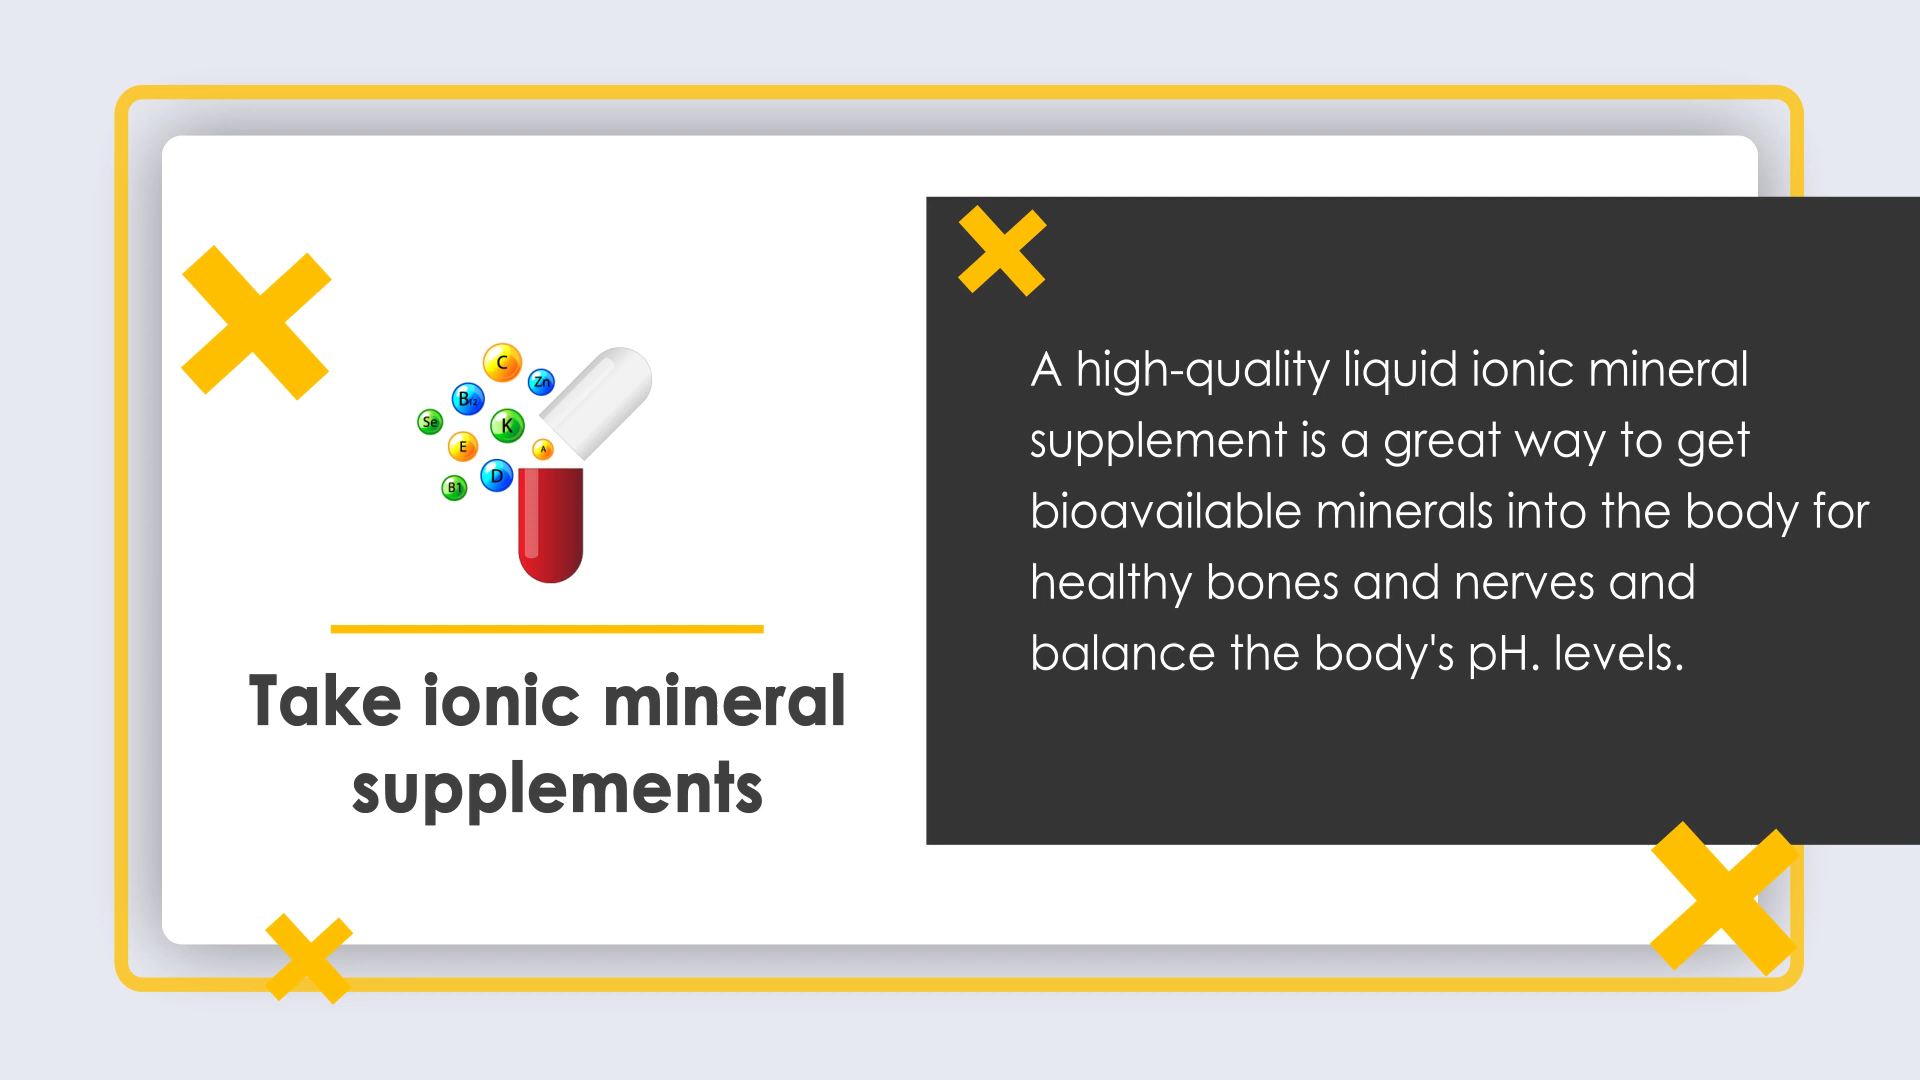 C
Zn
B12
Se
K
E
A
D
B1
Take ionic mineral
supplements
A high-quality liquid ionic mineral
supplement is a great way to get
bioavailable minerals into the body for
healthy bones and nerves and
balance the body's pH. levels.